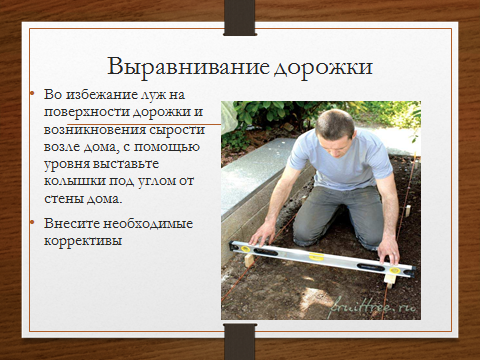 Выравнивание дорожки
• Во избежание луж на
поверхности дорожки и
возникновения сырости
возле дома, с помощью
уровня выставьте
колышки под углом от
стены дома.
• Внесите необходимые
коррективы
fruittree.ru